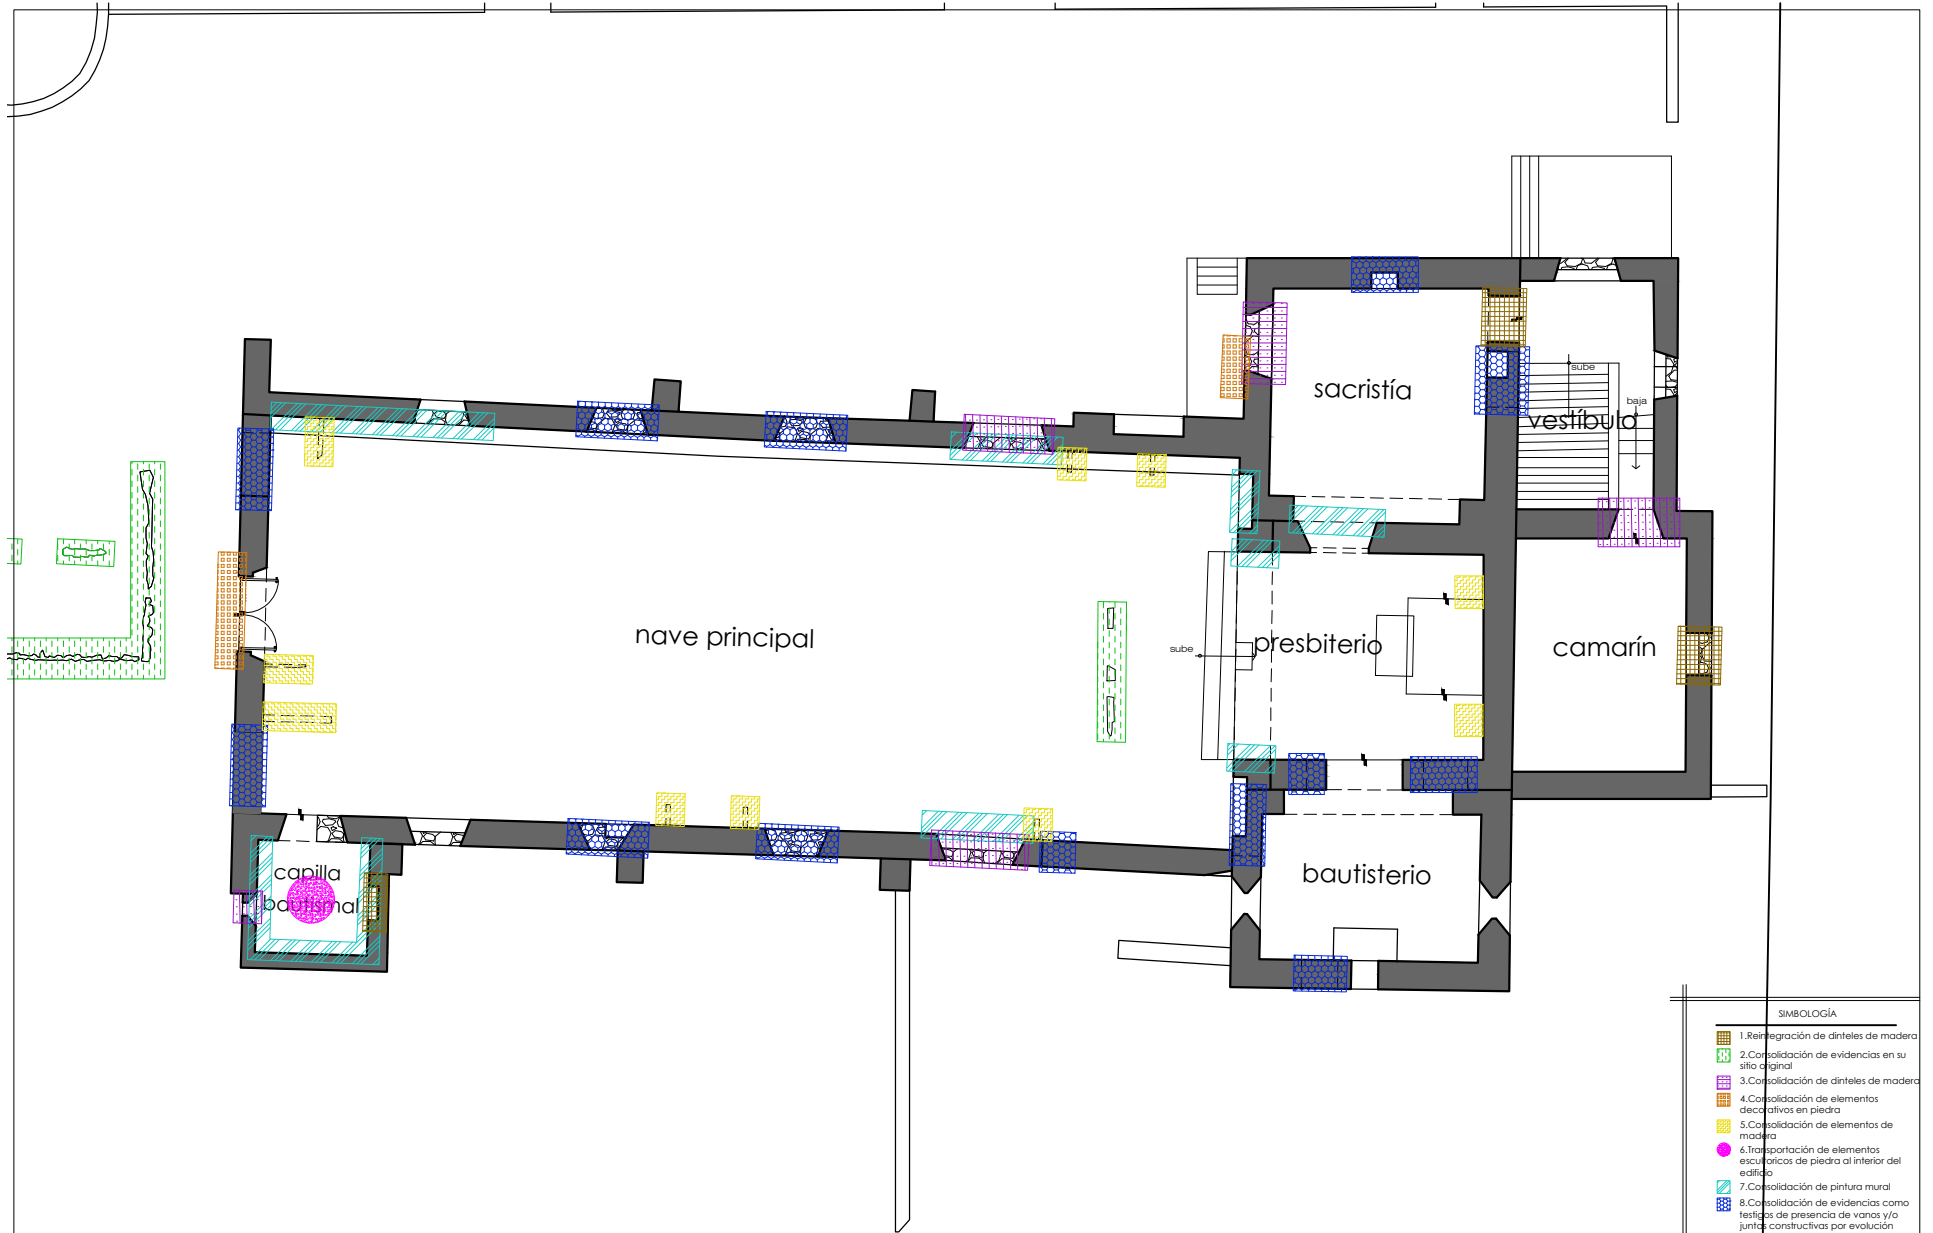 sacristía
sube
baja
vestíbulo
nave principal
sube
presbiterio
camarín
capilla
bautismal
bautisterio
SIMBOLOGÍA
1.Reintegración de dinteles de madera
2.Consolidación de evidencias en su
sitio original
3.Consolidación de dinteles de madera
4.Consolidación de elementos
decorativos en piedra
5.Consolidación de elementos de
madera
6.Transportación de elementos
escultoricos de piedra al interior del
edificio
7.Consolidación de pintura mural
8.Consolidación de evidencias como
testigos de presencia de vanos y/o
juntas constructivas por evolución